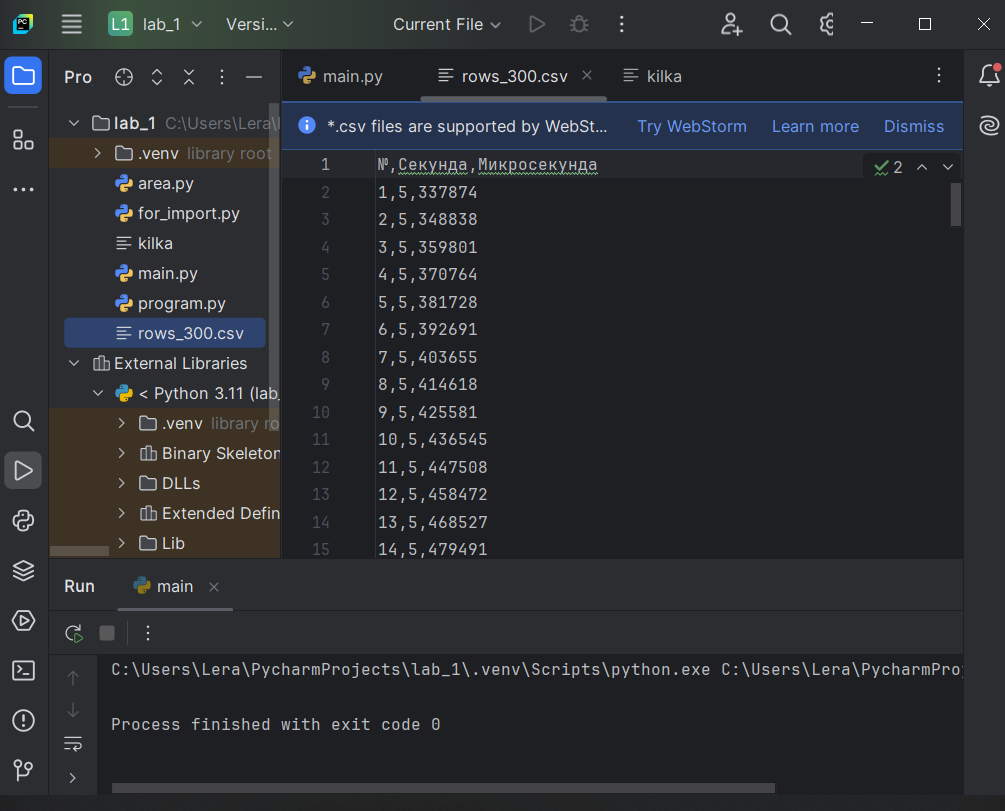 L1 lab_1 Versi... Current File
Pro
main.py rows_300.csv kilka
*.csv files are supported by WebSt... Try WebStorm Learn more Dismiss
lab_1 C:\Users\Lera\
.venv library root
area.py
for_import.py
kilka
main.py
program.py
rows_300.csv
External Libraries
< Python 3.11 (lab_
.venv library ro
Binary Skeleton
DLLs
Extended Defin
Lib
2
1 №,Секунда,Микросекунда
2 1,5,337874
3 2,5,348838
4 3,5,359801
5 4,5,370764
6 5,5,381728
7 6,5,392691
8 7,5,403655
9 8,5,414618
10 9,5,425581
11 10,5,436545
12 11,5,447508
13 12,5,458472
14 13,5,468527
15 14,5,479491
Run main
C:\Users\Lera\PycharmProjects\lab_1\.venv\Scripts\python.exe C:\Users\Lera\PycharmPro
Process finished with exit code 0